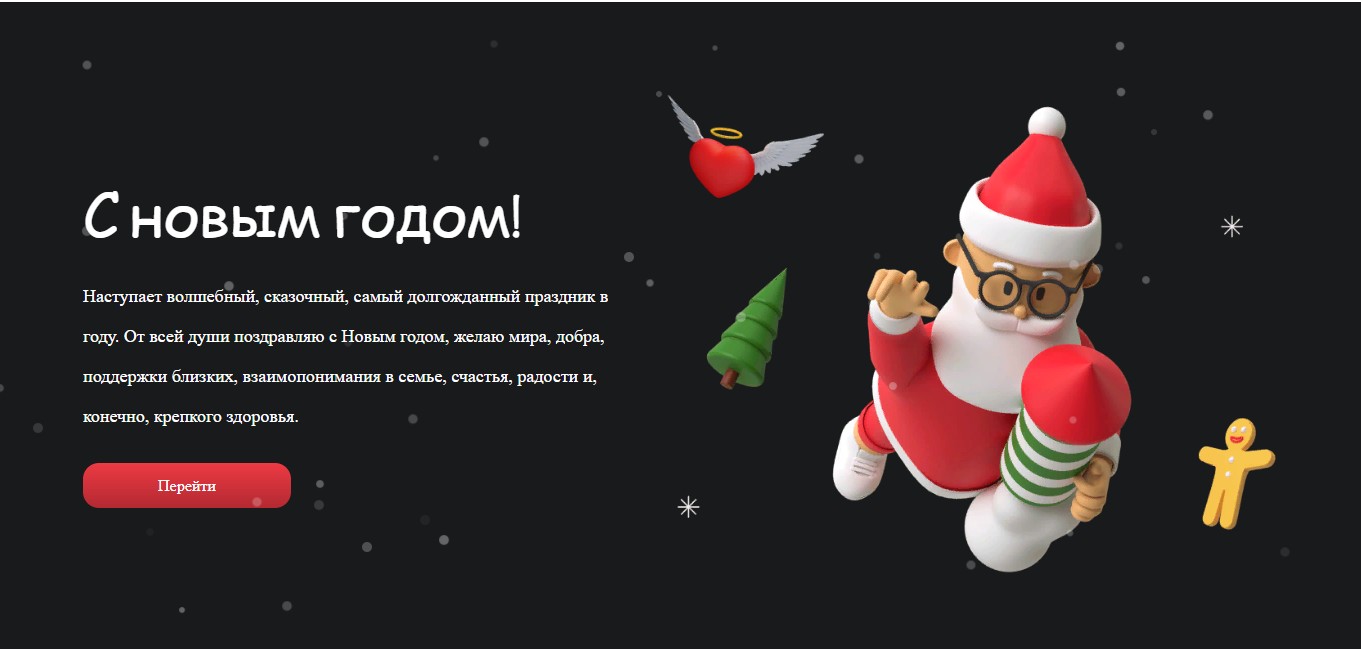 С новым годом!
Наступает волшебный, сказочный, самый долгожданный праздник в
году. От всей души поздравляю с Новым годом, желаю мира, добра,
поддержки близких, взаимопонимания в семье, счастья, радости и,
конечно, крепкого здоровья.
Перейти